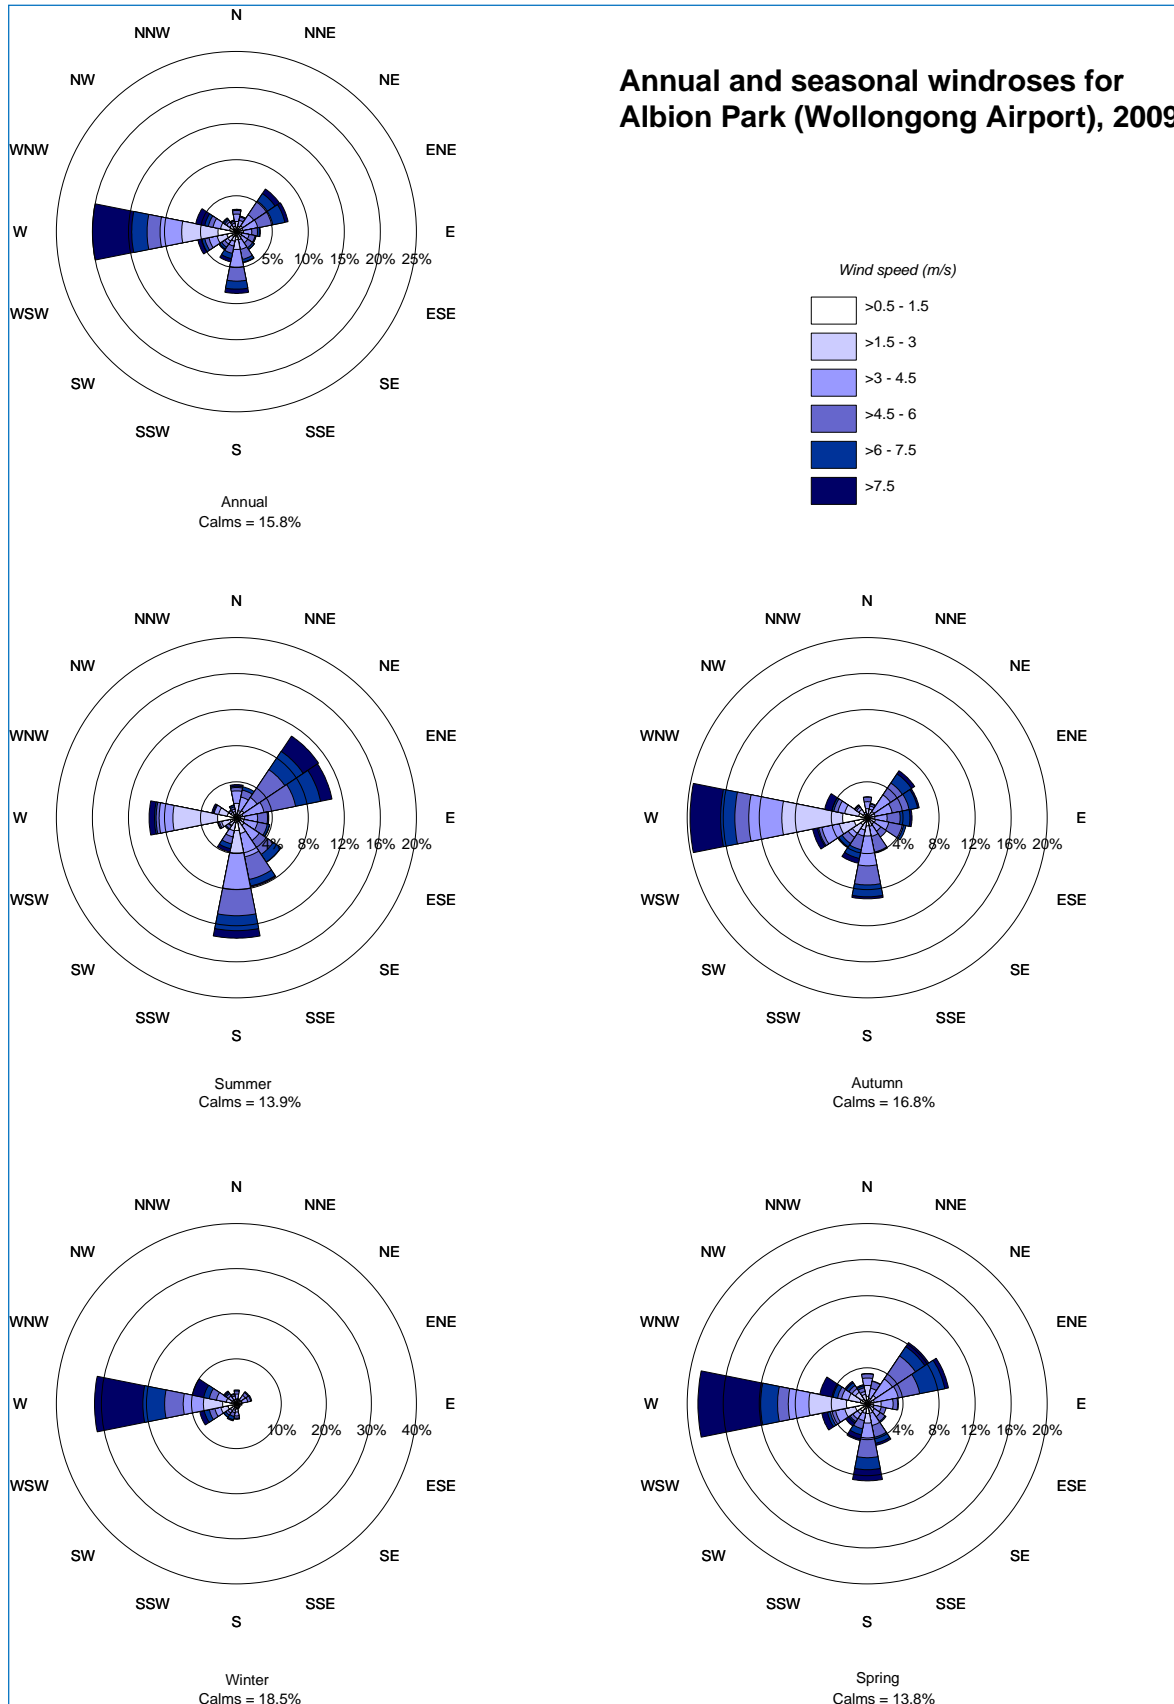 N
NNW NNE
NW NE
WNW ENE
W E
5% 10% 15% 20% 25%
WSW ESE
SW SE
SSW SSE
S
Annual
Calms = 15.8%
Annual and seasonal windroses for
Albion Park (Wollongong Airport), 2009
Wind speed (m/s)
>0.5 - 1.5
>1.5 - 3
>3 - 4.5
>4.5 - 6
>6 - 7.5
>7.5
N
NNW NNE
NW NE
WNW ENE
W E
4% 8% 12% 16% 20%
WSW ESE
SW SE
SSW SSE
S
Summer
Calms = 13.9%
N
NNW NNE
NW NE
WNW ENE
W E
4% 8% 12% 16% 20%
WSW ESE
SW SE
SSW SSE
S
Autumn
Calms = 16.8%
N
NNW NNE
NW NE
WNW ENE
W E
10% 20% 30% 40%
WSW ESE
SW SE
SSW SSE
S
Winter
Calms = 18.5%
N
NNW NNE
NW NE
WNW ENE
W E
4% 8% 12% 16% 20%
WSW ESE
SW SE
SSW SSE
S
Spring
Calms = 13.8%